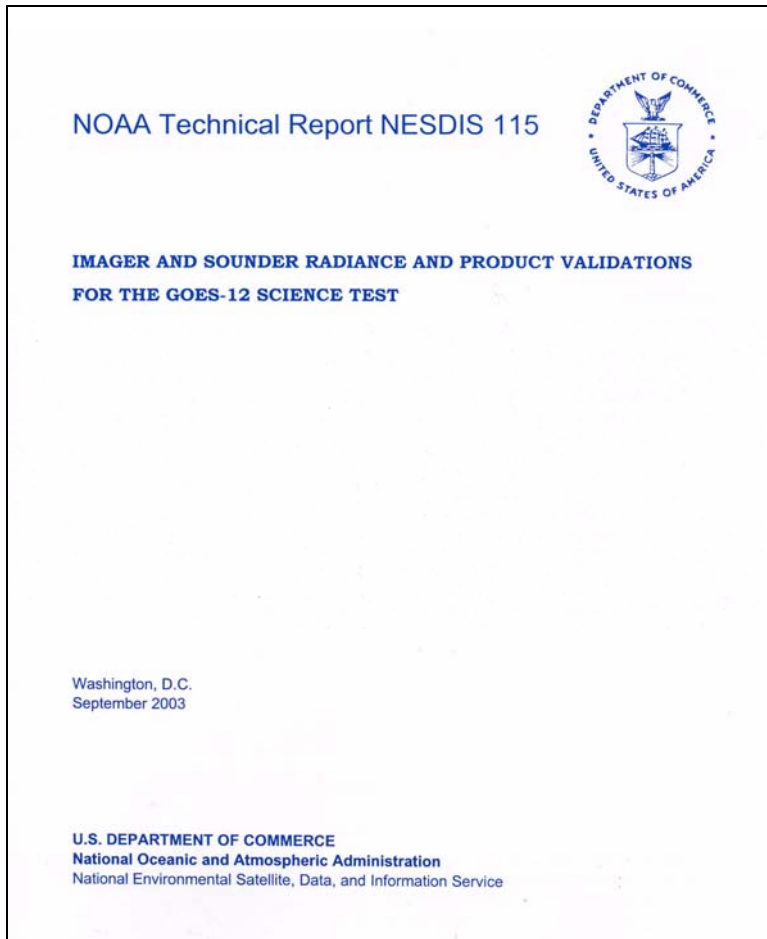 NOAA Technical Report NESDIS 115
DEPARTMENT OF COMMERCE
UNITED STATES OF AMERICA
IMAGER AND SOUNDER RADIANCE AND PRODUCT VALIDATIONS
FOR THE GOES-12 SCIENCE TEST
Washington, D.C.
September 2003
U.S. DEPARTMENT OF COMMERCE
National Oceanic and Atmospheric Administration
National Environmental Satellite, Data, and Information Service